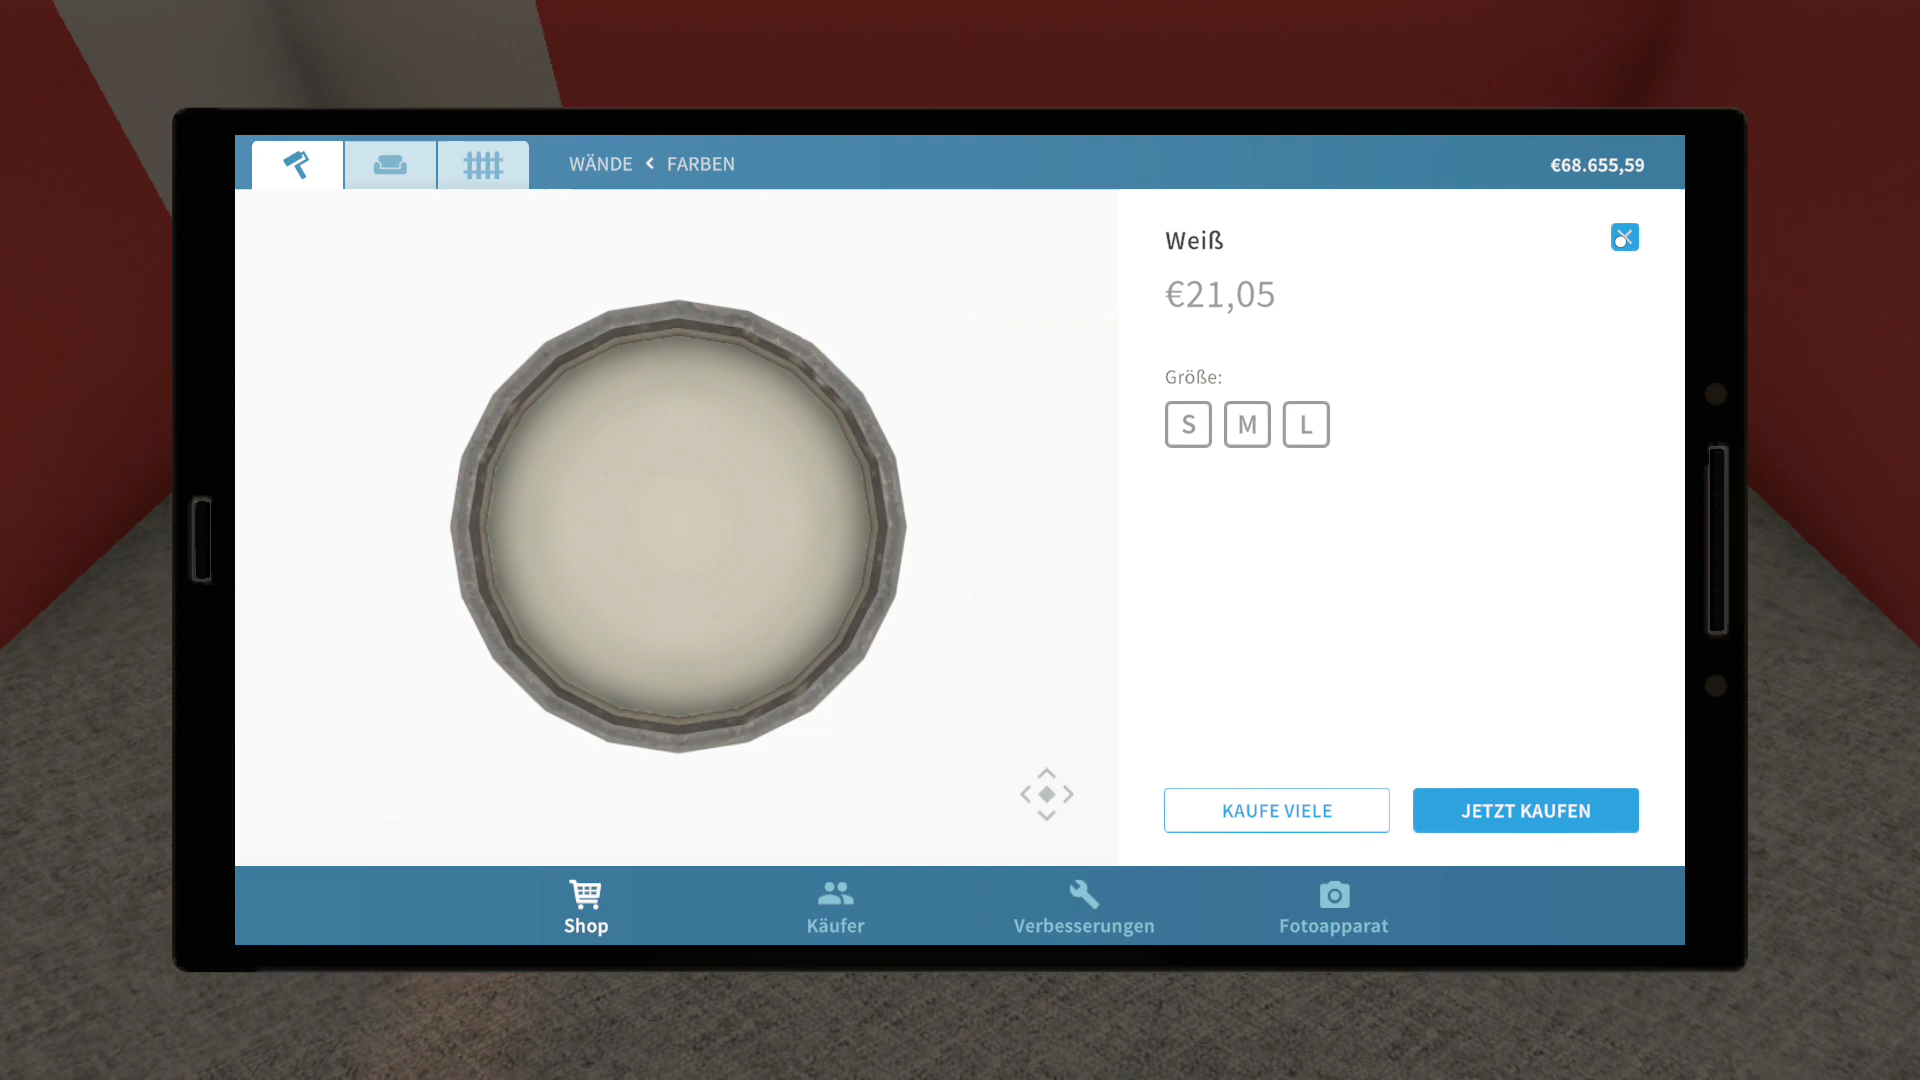 WÄNDE < FARBEN
€68.655,59
Weiß
€21,05
Größe:
S M L
KAUFE VIELE
JETZT KAUFEN
Shop
Käufer
Verbesserungen
Fotoapparat